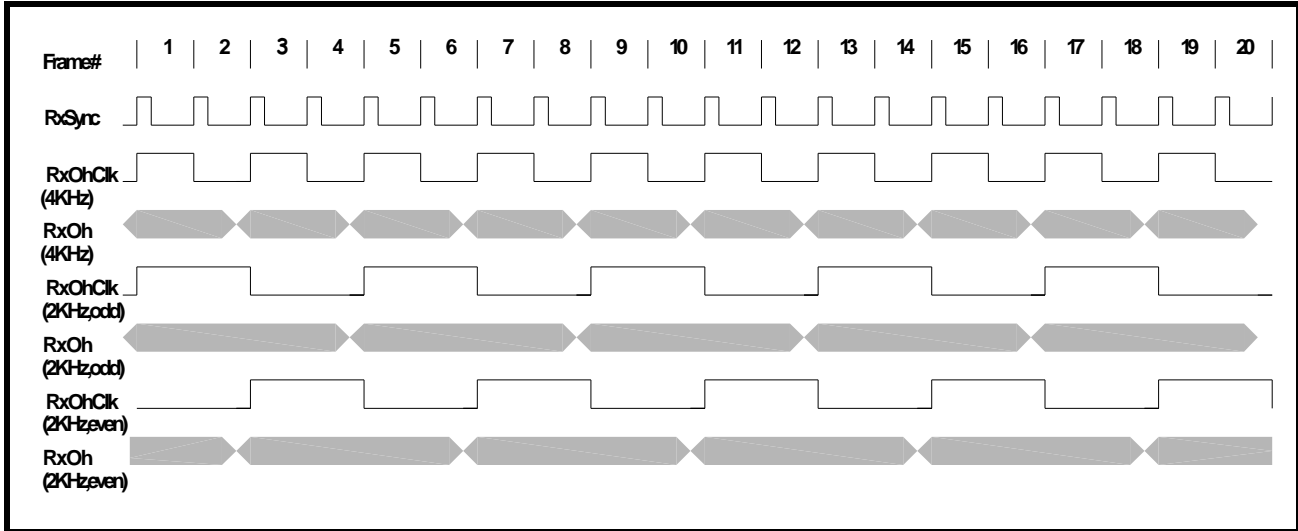 Frame# 1 2 3 4 5 6 7 8 9 10 11 12 13 14 15 16 17 18 19 20
RxSync
RxOhClk
(4KHz)
RxOh
(4KHz)
RxOhClk
(2KHz,odd)
RxOh
(2KHz,odd)
RxOhClk
(2KHz,even)
RxOh
(2KHz,even)